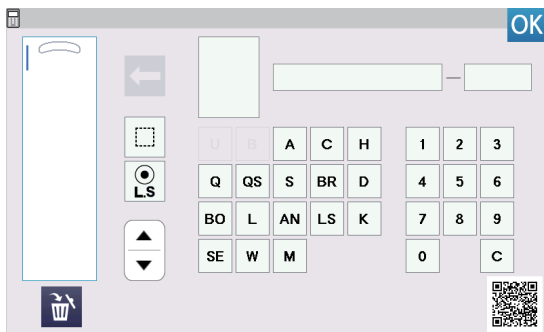 OK
—
U B A C H 1 2 3
L.S
Q QS S BR D 4 5 6
BO L AN LS K 7 8 9
SE W M 0 C